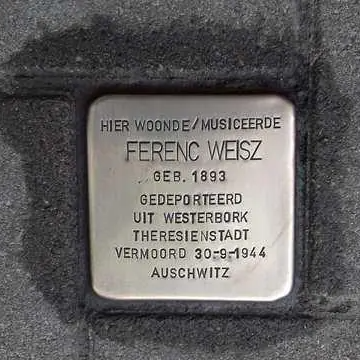 HIER WOONDE/MUSICEERDE
FERENC WEISZ
GEB. 1893
GEDEPORTEERD
UIT WESTERBORK
THERESIENSTADT
VERMOORD 30-9-1944
AUSCHWITZ